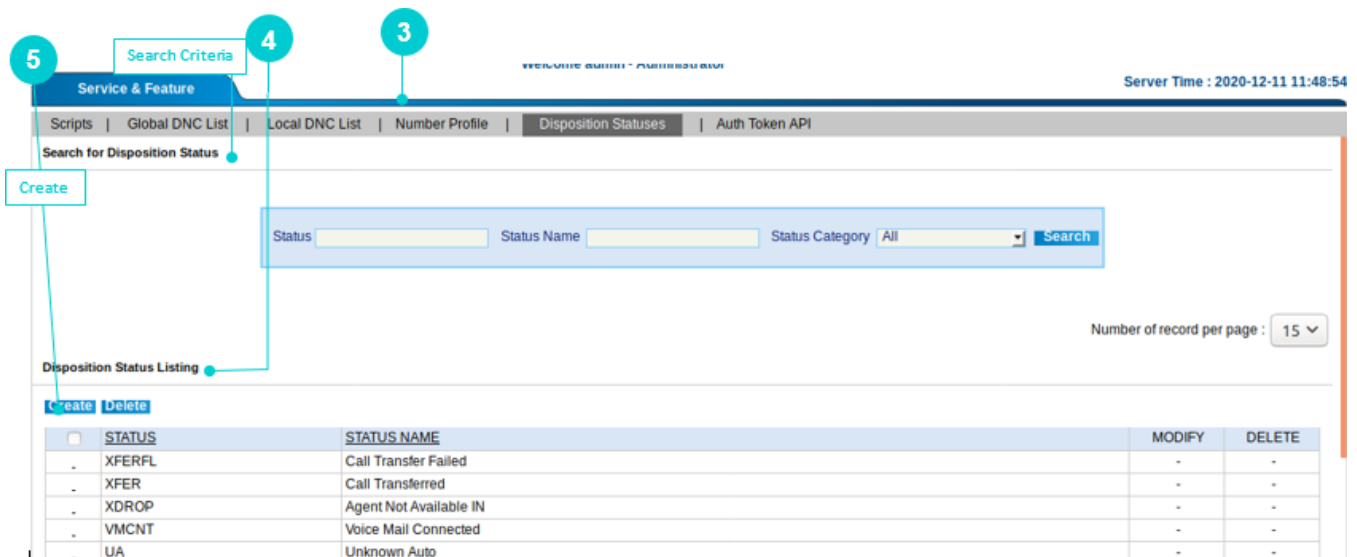 3
4
5
Search Criteria
Welcome admin - Administrator
Service & Feature
Server Time : 2020-12-11 11:48:54
Scripts | Global DNC List | Local DNC List | Number Profile | Disposition Statuses | Auth Token API
Search for Disposition Status
Create
Status Status Name Status Category All Search
Number of record per page : 15
Disposition Status Listing
Create Delete
STATUS STATUS NAME MODIFY DELETE
- XFERFL Call Transfer Failed - -
- XFER Call Transferred - -
- XDROP Agent Not Available IN - -
- VMCNT Voice Mail Connected - -
- UA Unknown Auto - -